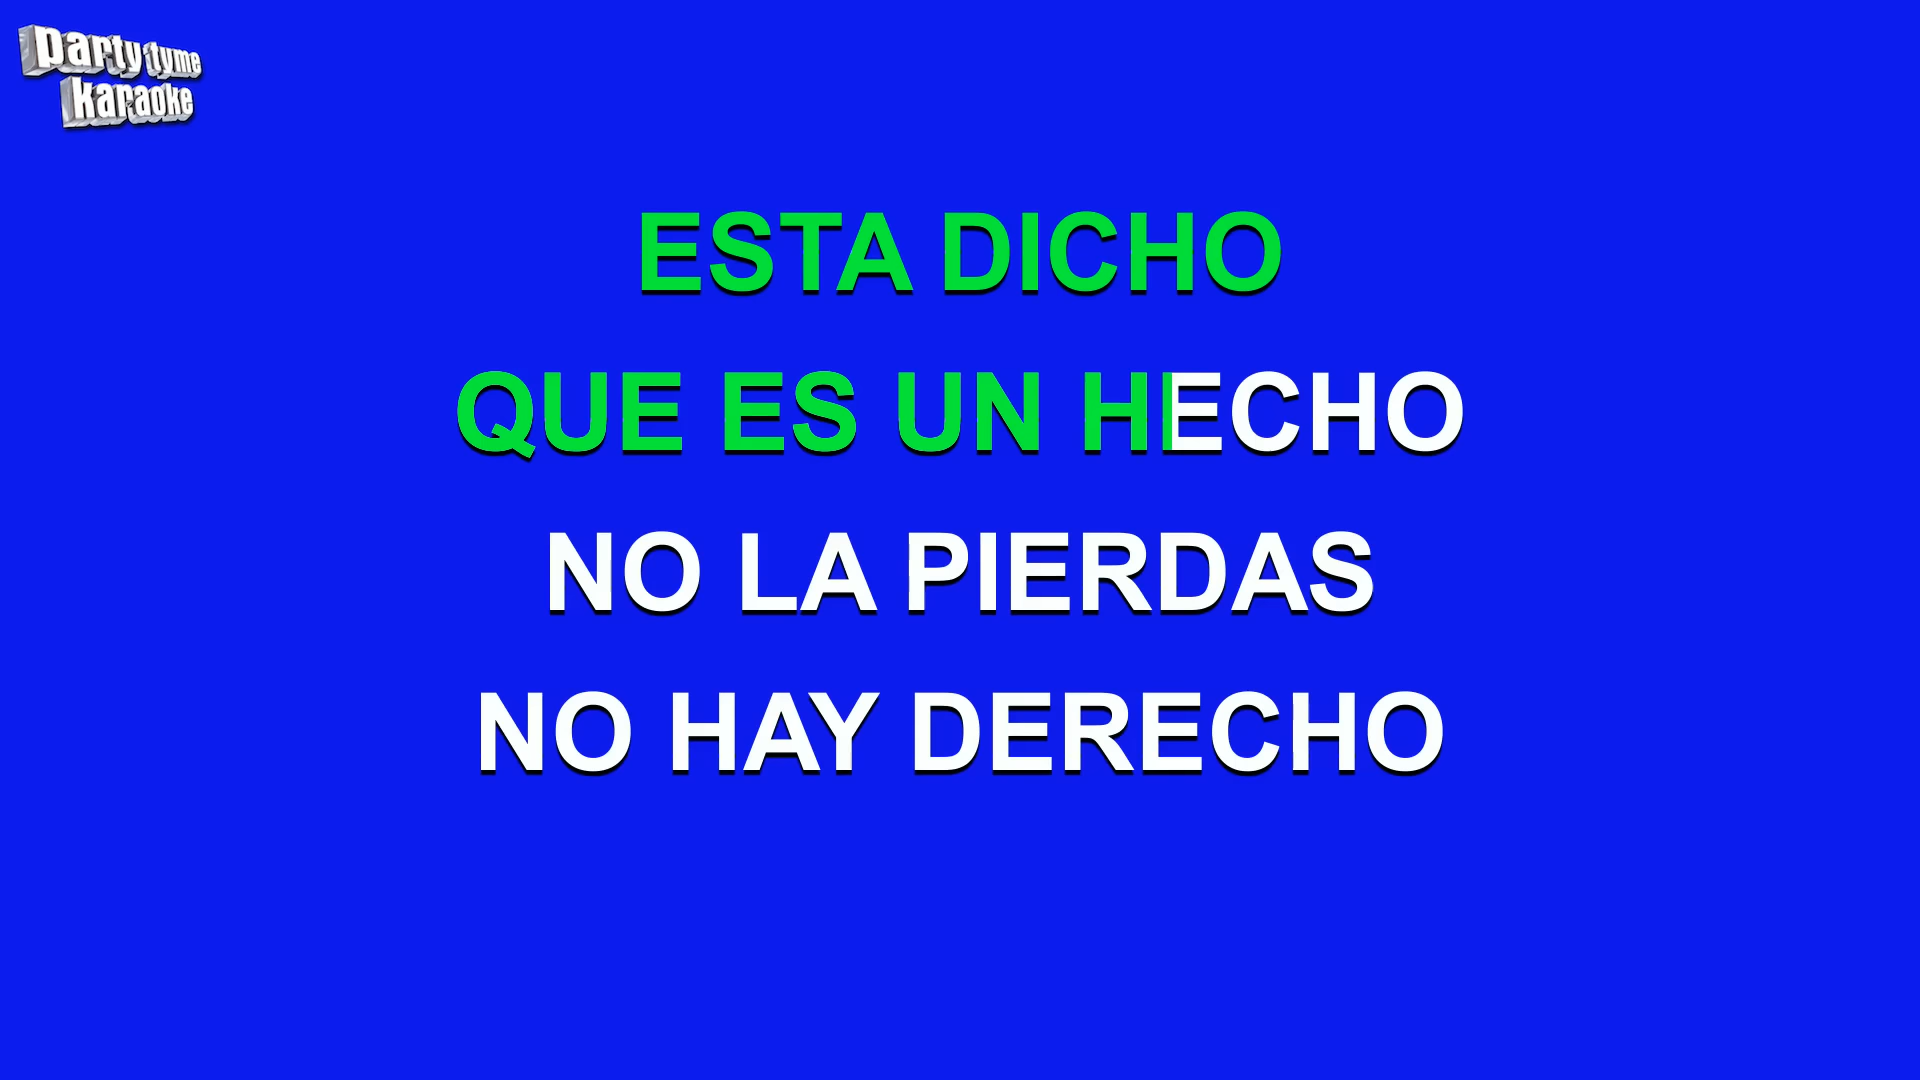 party tyme
karaoke
ESTA DICHO
QUE ES UN HECHO
NO LA PIERDAS
NO HAY DERECHO